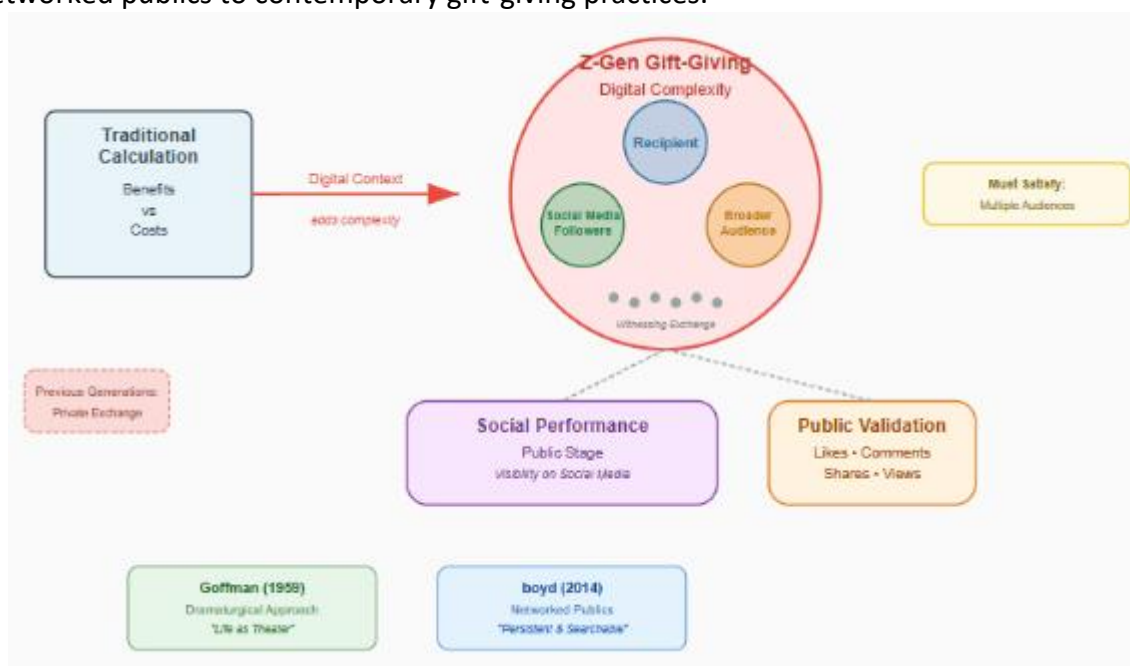 networked publics to contemporary gift-giving practices.
Z-Gen Gift-Giving
Digital Complexity
Traditional
Calculation
Benefits
vs
Costs
Digital Context
adds complexity
Recipient
Social Media
Followers
Broader
Audience
Witnessing Exchange
Must Satisfy:
Multiple Audiences
Previous Generations:
Private Exchange
Social Performance
Public Stage
Visibility on Social Media
Public Validation
Likes • Comments
Shares • Views
Goffman (1959)
Dramaturgical Approach
"Life as Theater"
boyd (2014)
Networked Publics
"Persistent & Searchable"